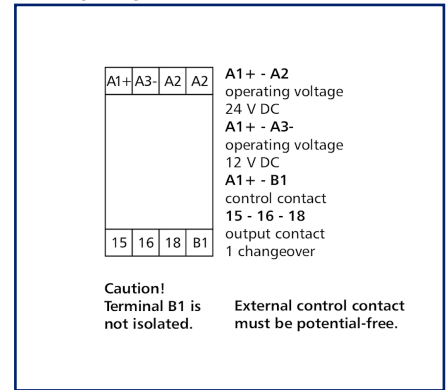 A1+ A3- A2 A2
A1+ - A2
operating voltage
24 V DC
A1+ - A3-
operating voltage
12 V DC
A1+ - B1
control contact
15 - 16 - 18
output contact
1 changeover
15 16 18 B1
Caution!
Terminal B1 is
not isolated.
External control contact
must be potential-free.